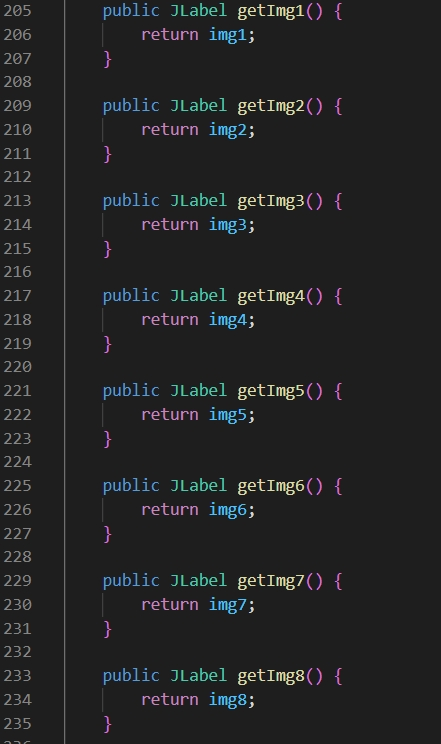 205 public JLabel getImg1() {
206 return img1;
207 }
208
209 public JLabel getImg2() {
210 return img2;
211 }
212
213 public JLabel getImg3() {
214 return img3;
215 }
216
217 public JLabel getImg4() {
218 return img4;
219 }
220
221 public JLabel getImg5() {
222 return img5;
223 }
224
225 public JLabel getImg6() {
226 return img6;
227 }
228
229 public JLabel getImg7() {
230 return img7;
231 }
232
233 public JLabel getImg8() {
234 return img8;
235 }